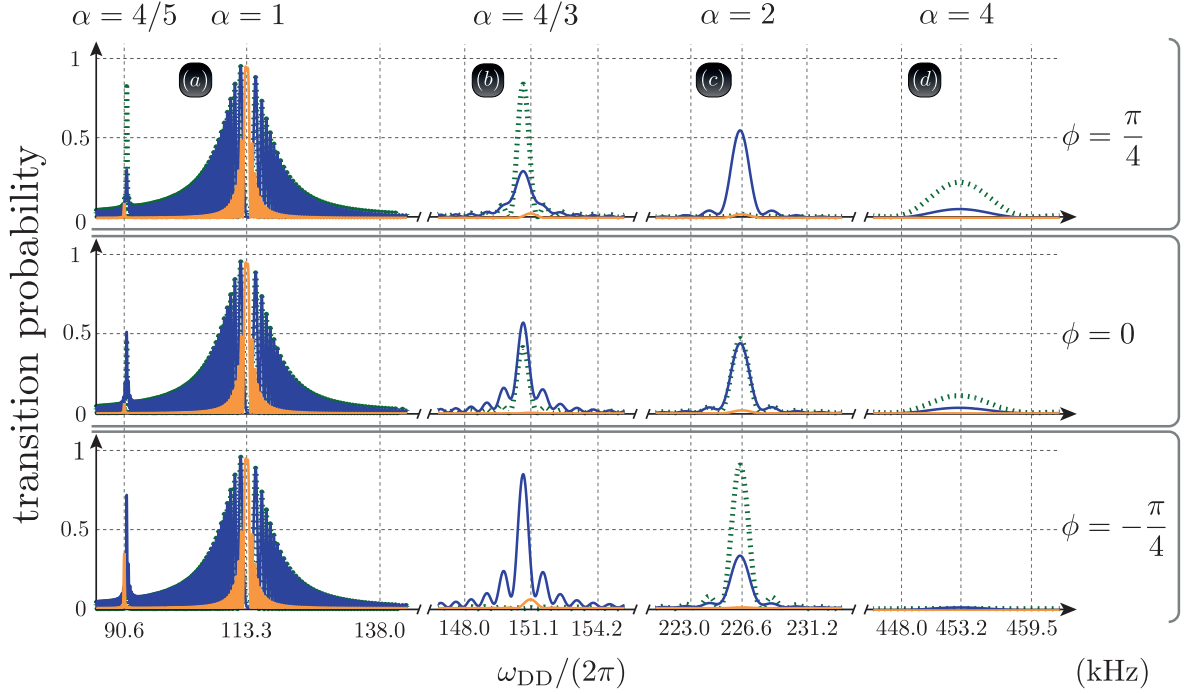 α = 4/5 α = 1 α = 4/3 α = 2 α = 4
transition probability
1
0.5
0
(a) (b) (c) (d)
ϕ = π/4
1
0.5
0
ϕ = 0
1
0.5
0
ϕ = −π/4
90.6 113.3 138.0 148.0 151.1 154.2 223.0 226.6 231.2 448.0 453.2 459.5
ω_DD/(2π) (kHz)